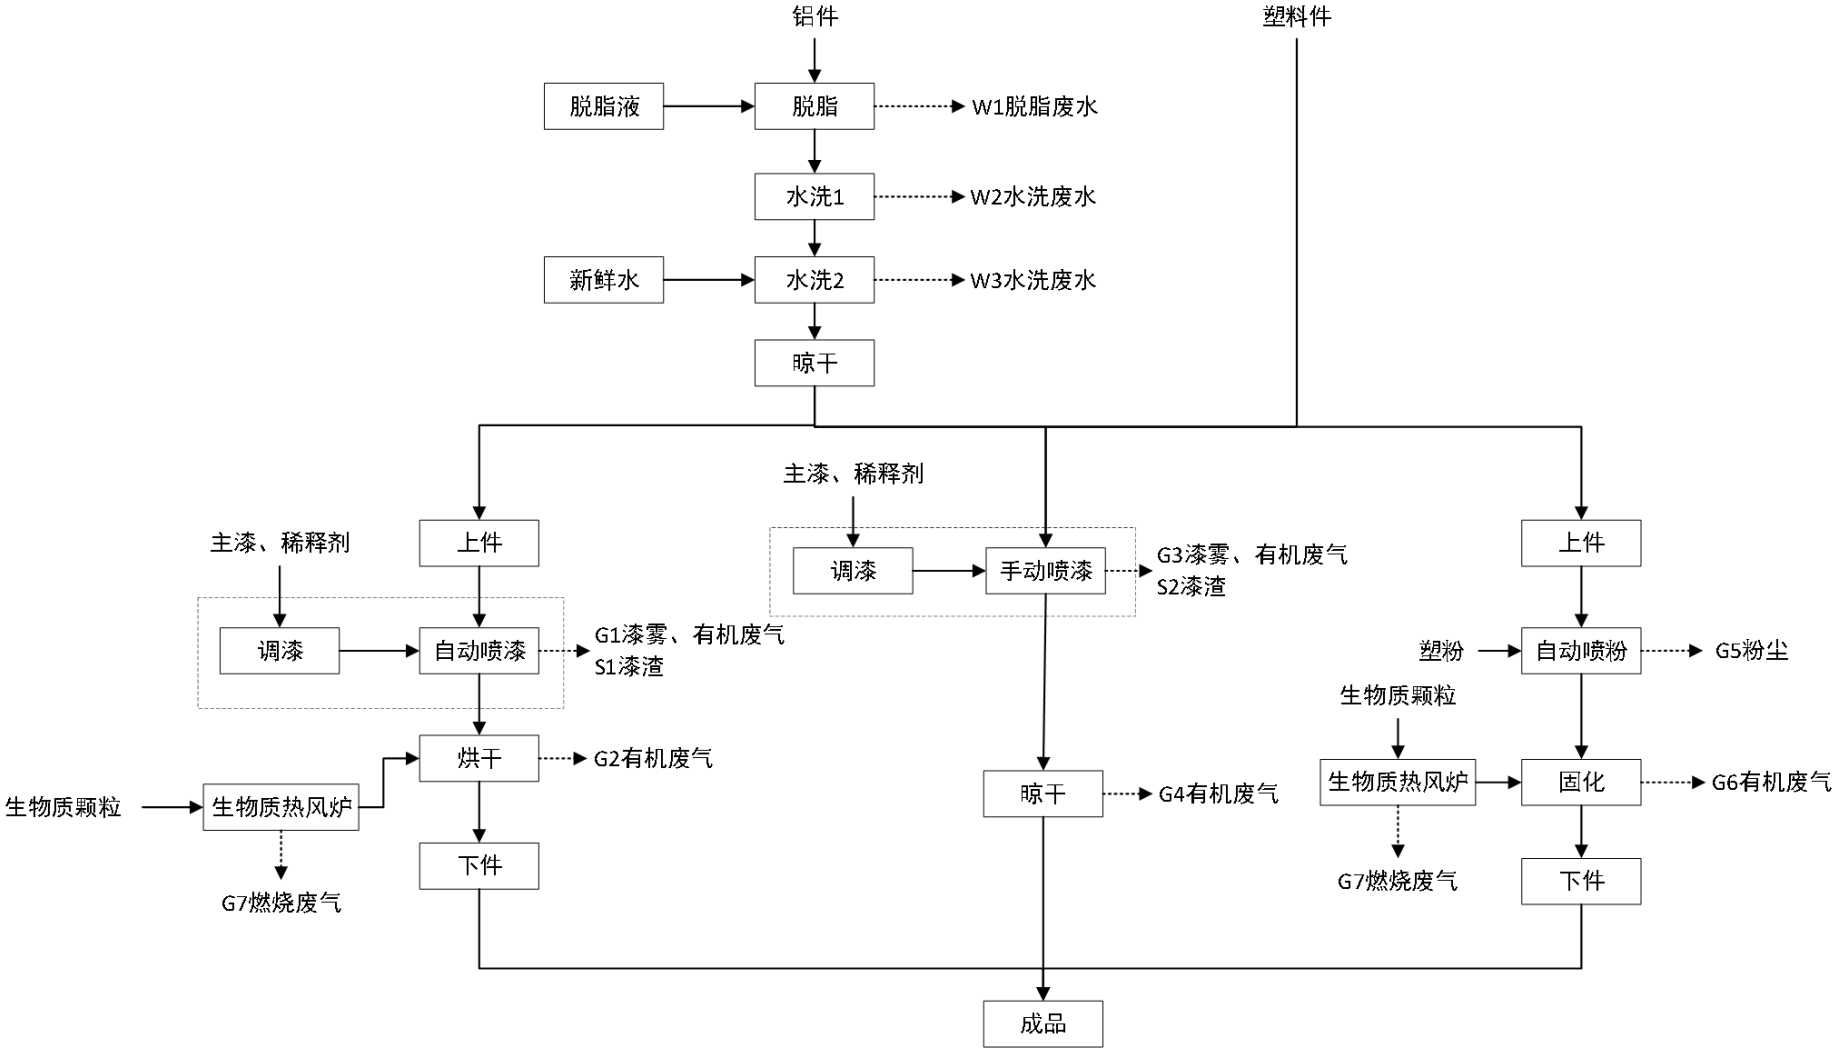 铝件
塑料件
脱脂液
脱脂
W1脱脂废水
水洗1
W2水洗废水
新鲜水
水洗2
W3水洗废水
晾干
主漆、稀释剂
上件
调漆
自动喷漆
G1漆雾、有机废气
S1漆渣
生物质颗粒
生物质热风炉
烘干
G2有机废气
G7燃烧废气
下件
主漆、稀释剂
调漆
手动喷漆
G3漆雾、有机废气
S2漆渣
晾干
G4有机废气
上件
塑粉
自动喷粉
G5粉尘
生物质颗粒
生物质热风炉
固化
G6有机废气
G7燃烧废气
下件
成品